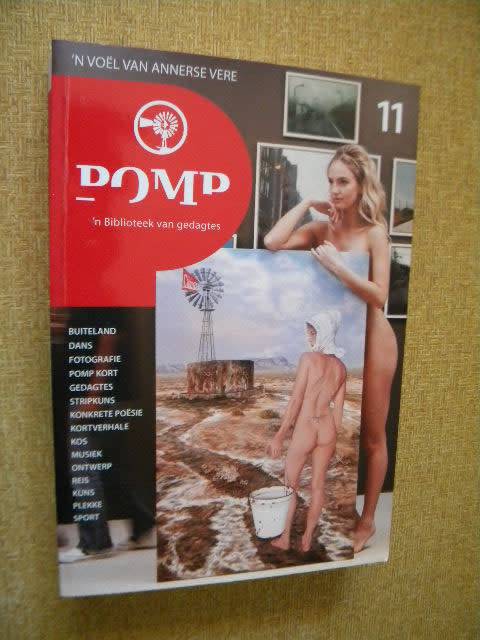 'N VOËL VAN ANNERSE VERE
11
POMP
'n Biblioteek van gedagtes
BUITELAND
DANS
FOTOGRAFIE
POMP KORT
GEDAGTES
STRIPKUNS
KONKRETE POËSIE
KORTVERHALE
KOS
MUSIEK
ONTWERP
REIS
KUNS
PLEKKE
SPORT